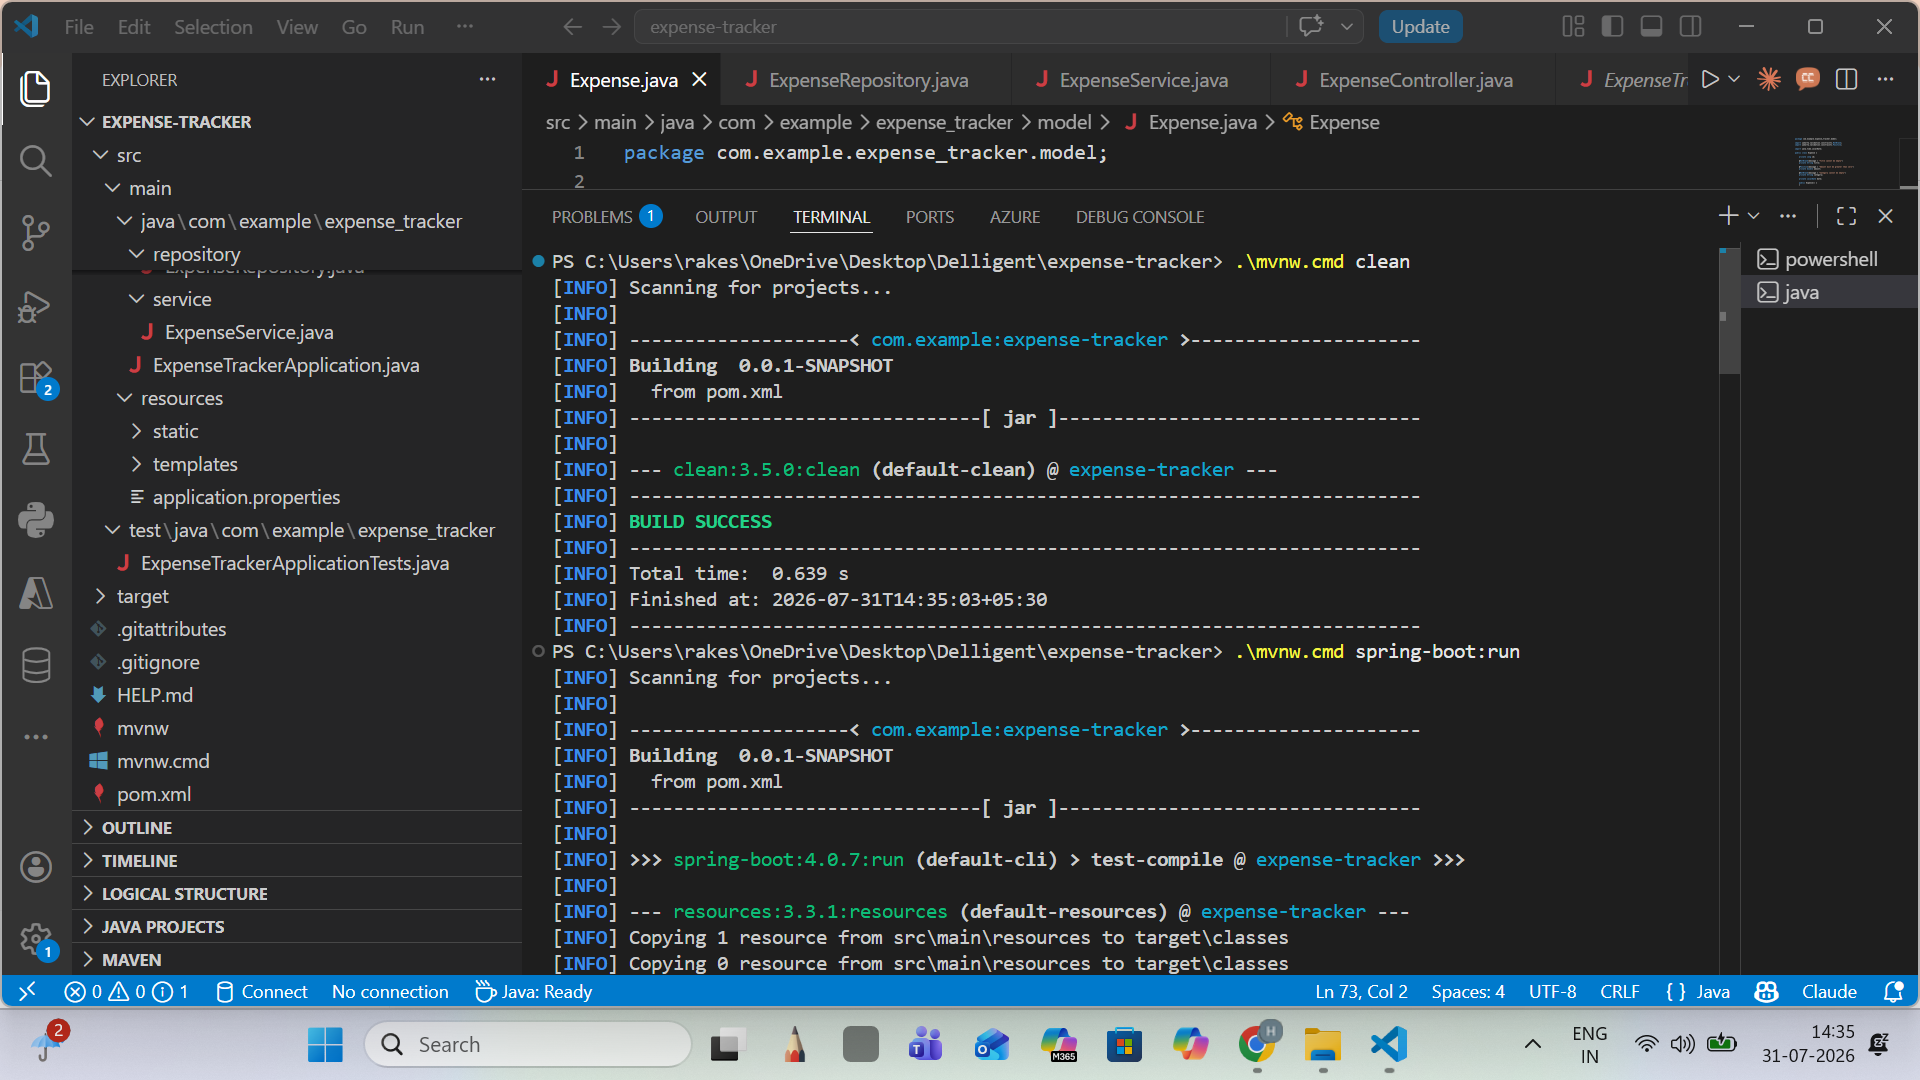 File Edit Selection View Go Run ··· expense-tracker Update
EXPLORER ···
EXPENSE-TRACKER
src
main
java\com\example\expense_tracker
repository
ExpenseRepository.java
service
ExpenseService.java
ExpenseTrackerApplication.java
resources
static
templates
application.properties
test\java\com\example\expense_tracker
ExpenseTrackerApplicationTests.java
target
.gitattributes
.gitignore
HELP.md
mvnw
mvnw.cmd
pom.xml
OUTLINE
TIMELINE
LOGICAL STRUCTURE
JAVA PROJECTS
MAVEN
2
1
Expense.java ExpenseRepository.java ExpenseService.java ExpenseController.java ExpenseTr
src > main > java > com > example > expense_tracker > model > Expense.java > Expense
1 package com.example.expense_tracker.model;
2
PROBLEMS 1 OUTPUT TERMINAL PORTS AZURE DEBUG CONSOLE
powershell
java
PS C:\Users\rakes\OneDrive\Desktop\Delligent\expense-tracker> .\mvnw.cmd clean
[INFO] Scanning for projects...
[INFO]
[INFO] --------------------< com.example:expense-tracker >---------------------
[INFO] Building  0.0.1-SNAPSHOT
[INFO]   from pom.xml
[INFO] --------------------------------[ jar ]---------------------------------
[INFO]
[INFO] --- clean:3.5.0:clean (default-clean) @ expense-tracker ---
[INFO] ------------------------------------------------------------------------
[INFO] BUILD SUCCESS
[INFO] ------------------------------------------------------------------------
[INFO] Total time:  0.639 s
[INFO] Finished at: 2026-07-31T14:35:03+05:30
[INFO] ------------------------------------------------------------------------
PS C:\Users\rakes\OneDrive\Desktop\Delligent\expense-tracker> .\mvnw.cmd spring-boot:run
[INFO] Scanning for projects...
[INFO]
[INFO] --------------------< com.example:expense-tracker >---------------------
[INFO] Building  0.0.1-SNAPSHOT
[INFO]   from pom.xml
[INFO] --------------------------------[ jar ]---------------------------------
[INFO]
[INFO] >>> spring-boot:4.0.7:run (default-cli) > test-compile @ expense-tracker >>>
[INFO]
[INFO] --- resources:3.3.1:resources (default-resources) @ expense-tracker ---
[INFO] Copying 1 resource from src\main\resources to target\classes
[INFO] Copying 0 resource from src\main\resources to target\classes
0 0 1 Connect No connection Java: Ready Ln 73, Col 2 Spaces: 4 UTF-8 CRLF { } Java Claude
2 Search M365 H ENG 14:35
IN 31-07-2026